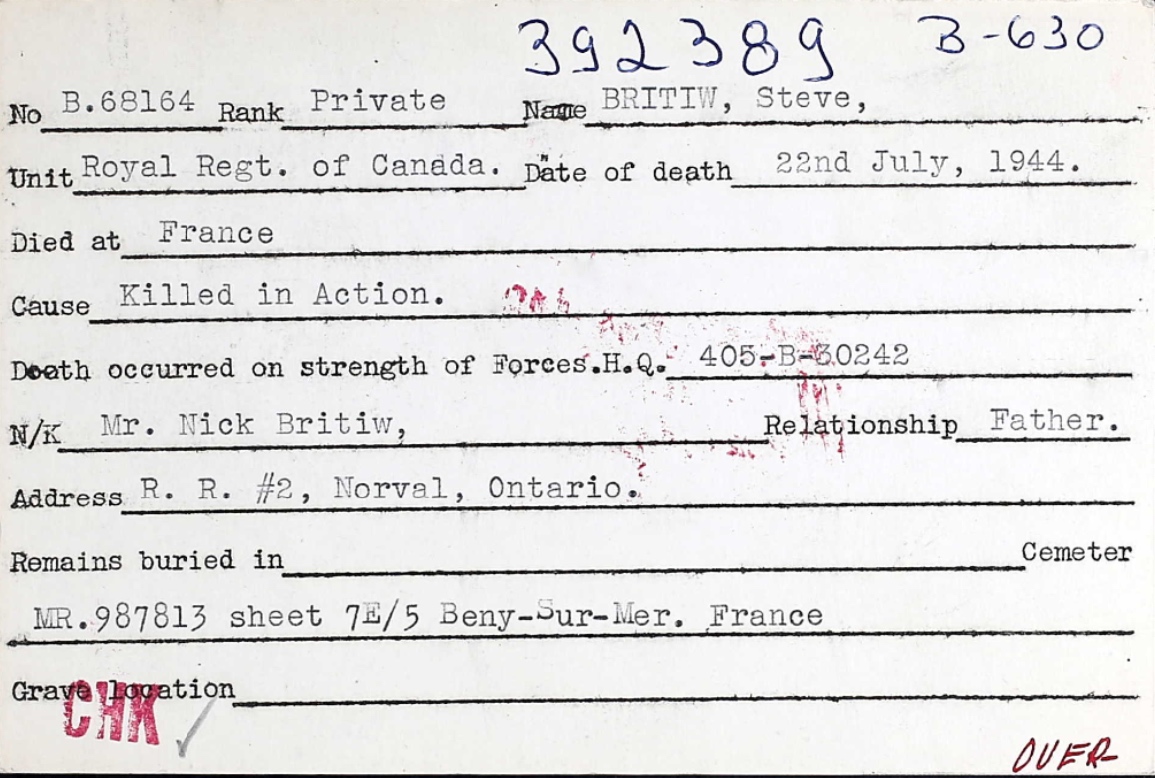 392389 B-630
No B.68164 Rank Private Name BRITIW, Steve,
Unit Royal Regt. of Canada. Date of death 22nd July, 1944.
Died at France
Cause Killed in Action.
Death occurred on strength of Forces.H.Q. 405-B-30242
N/K Mr. Nick Britiw, Relationship Father.
Address R. R. #2, Norval, Ontario.
Remains buried in Cemeter
MR.987813 sheet 7E/5 Beny-Sur-Mer. France
Grave location
CHK
OVER